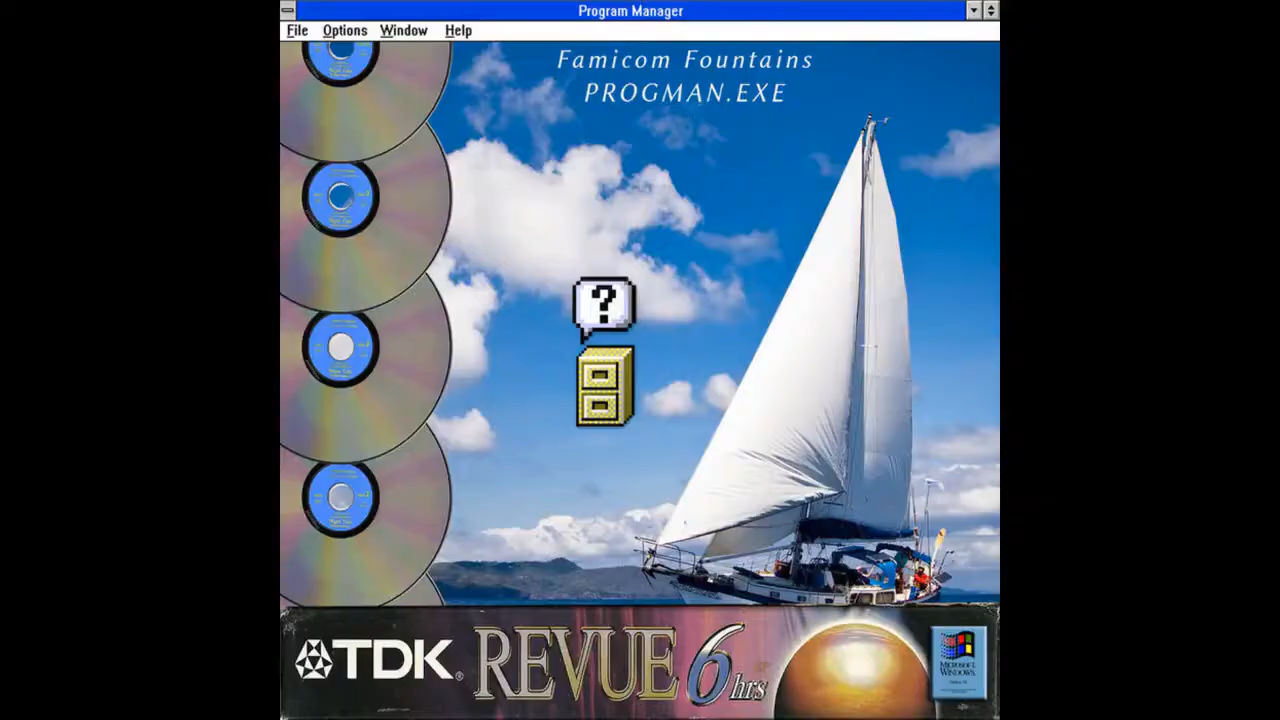 Program Manager
File Options Window Help
Famicom Fountains
PROGMAN.EXE
?
TDK® REVUE 6 hrs
MICROSOFT
WINDOWS